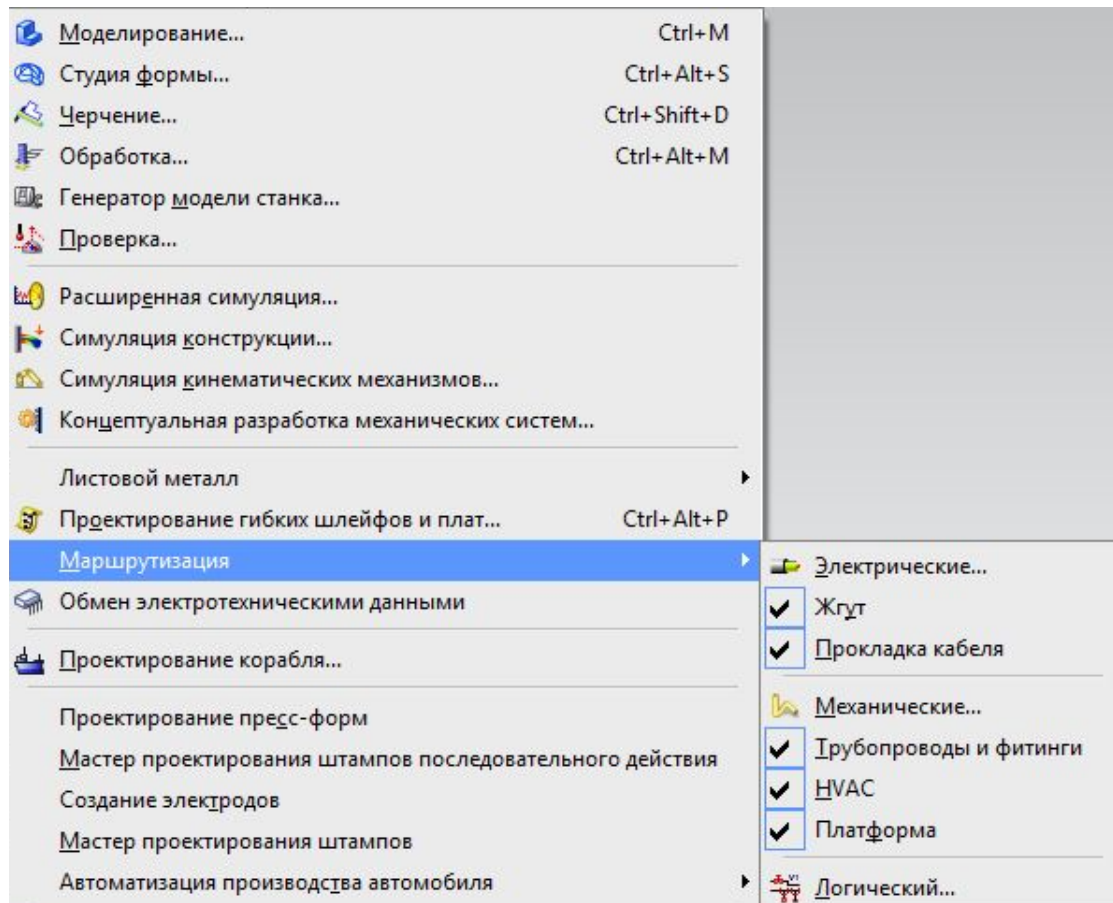 Моделирование... Ctrl+M
Студия формы... Ctrl+Alt+S
Черчение... Ctrl+Shift+D
Обработка... Ctrl+Alt+M
Генератор модели станка...
Проверка...
Расширенная симуляция...
Симуляция конструкции...
Симуляция кинематических механизмов...
Концептуальная разработка механических систем...
Листовой металл
Проектирование гибких шлейфов и плат... Ctrl+Alt+P
Маршрутизация
Обмен электротехническими данными
Проектирование корабля...
Проектирование пресс-форм
Мастер проектирования штампов последовательного действия
Создание электродов
Мастер проектирования штампов
Автоматизация производства автомобиля
Электрические...
Жгут
Прокладка кабеля
Механические...
Трубопроводы и фитинги
HVAC
Платформа
Логический...